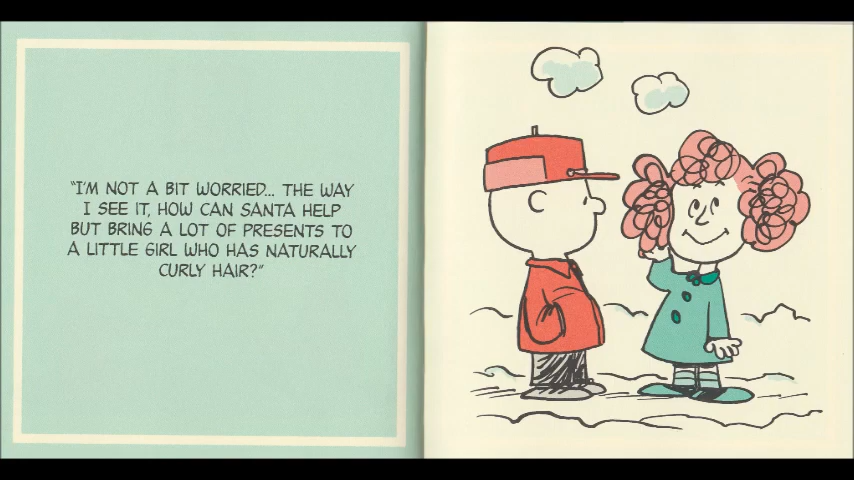 "I'M NOT A BIT WORRIED... THE WAY
I SEE IT, HOW CAN SANTA HELP
BUT BRING A LOT OF PRESENTS TO
A LITTLE GIRL WHO HAS NATURALLY
CURLY HAIR?"